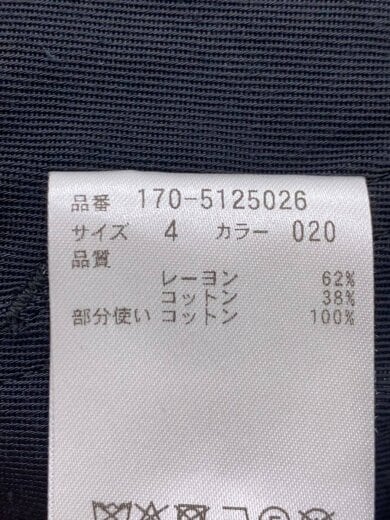 品番 170-5125026
サイズ 4 カラー 020
品質
レーヨン 62%
コットン 38%
部分使い コットン 100%